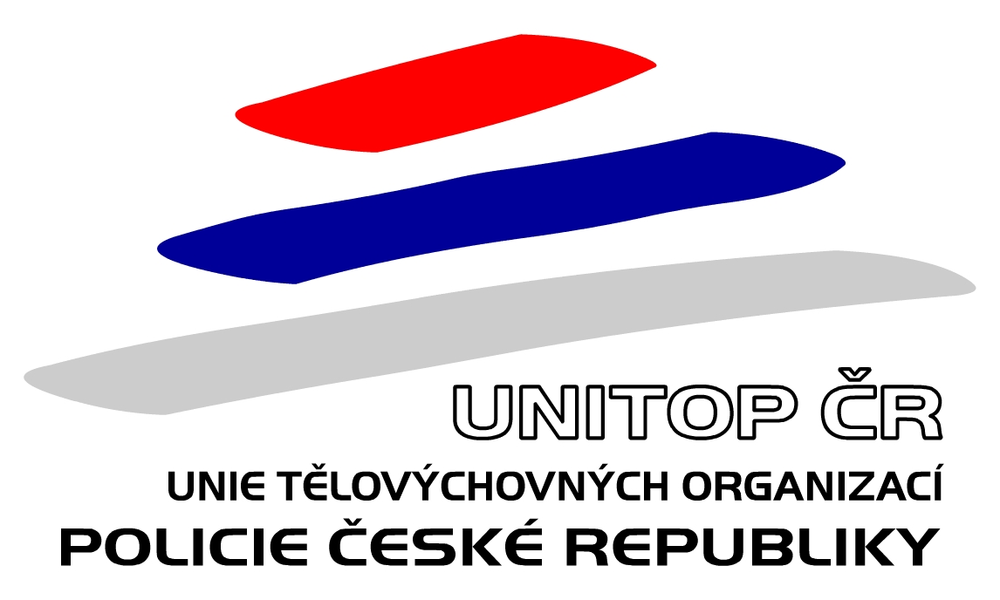 UNITOP ČR
UNIE TĚLOVÝCHOVNÝCH ORGANIZACÍ
POLICIE ČESKÉ REPUBLIKY